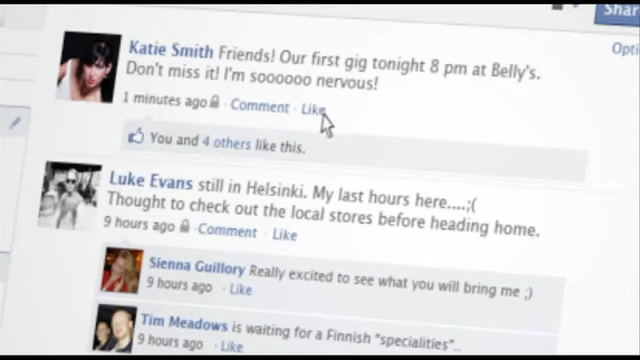 Shar
Opti
Katie Smith Friends! Our first gig tonight 8 pm at Belly's.
Don't miss it! I'm soooooo nervous!
1 minutes ago · Comment · Like
You and 4 others like this.
Luke Evans still in Helsinki. My last hours here....;(
Thought to check out the local stores before heading home.
9 hours ago · Comment · Like
Sienna Guillory Really excited to see what you will bring me ;)
9 hours ago · Like
Tim Meadows is waiting for a Finnish "specialities"..
9 hours ago · Like